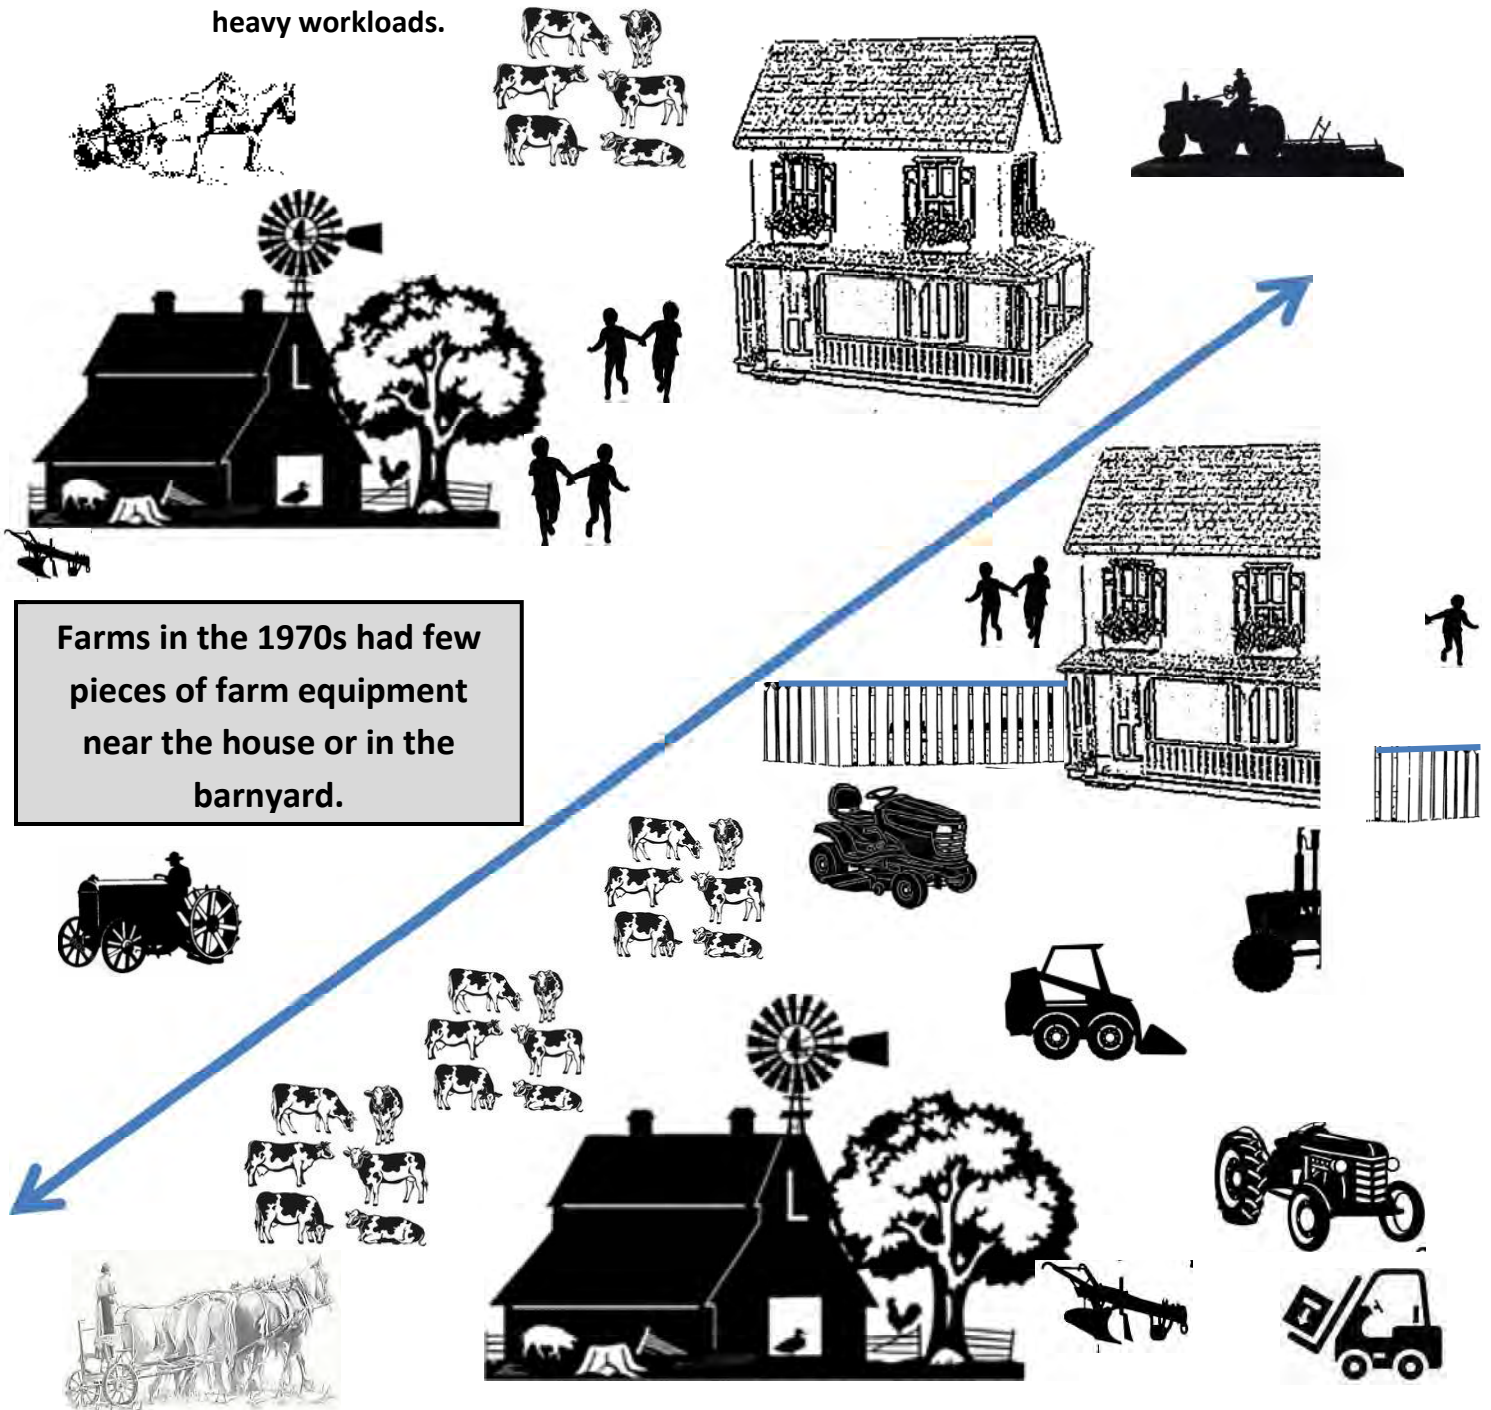 heavy workloads.
Farms in the 1970s had few
pieces of farm equipment
near the house or in the
barnyard.